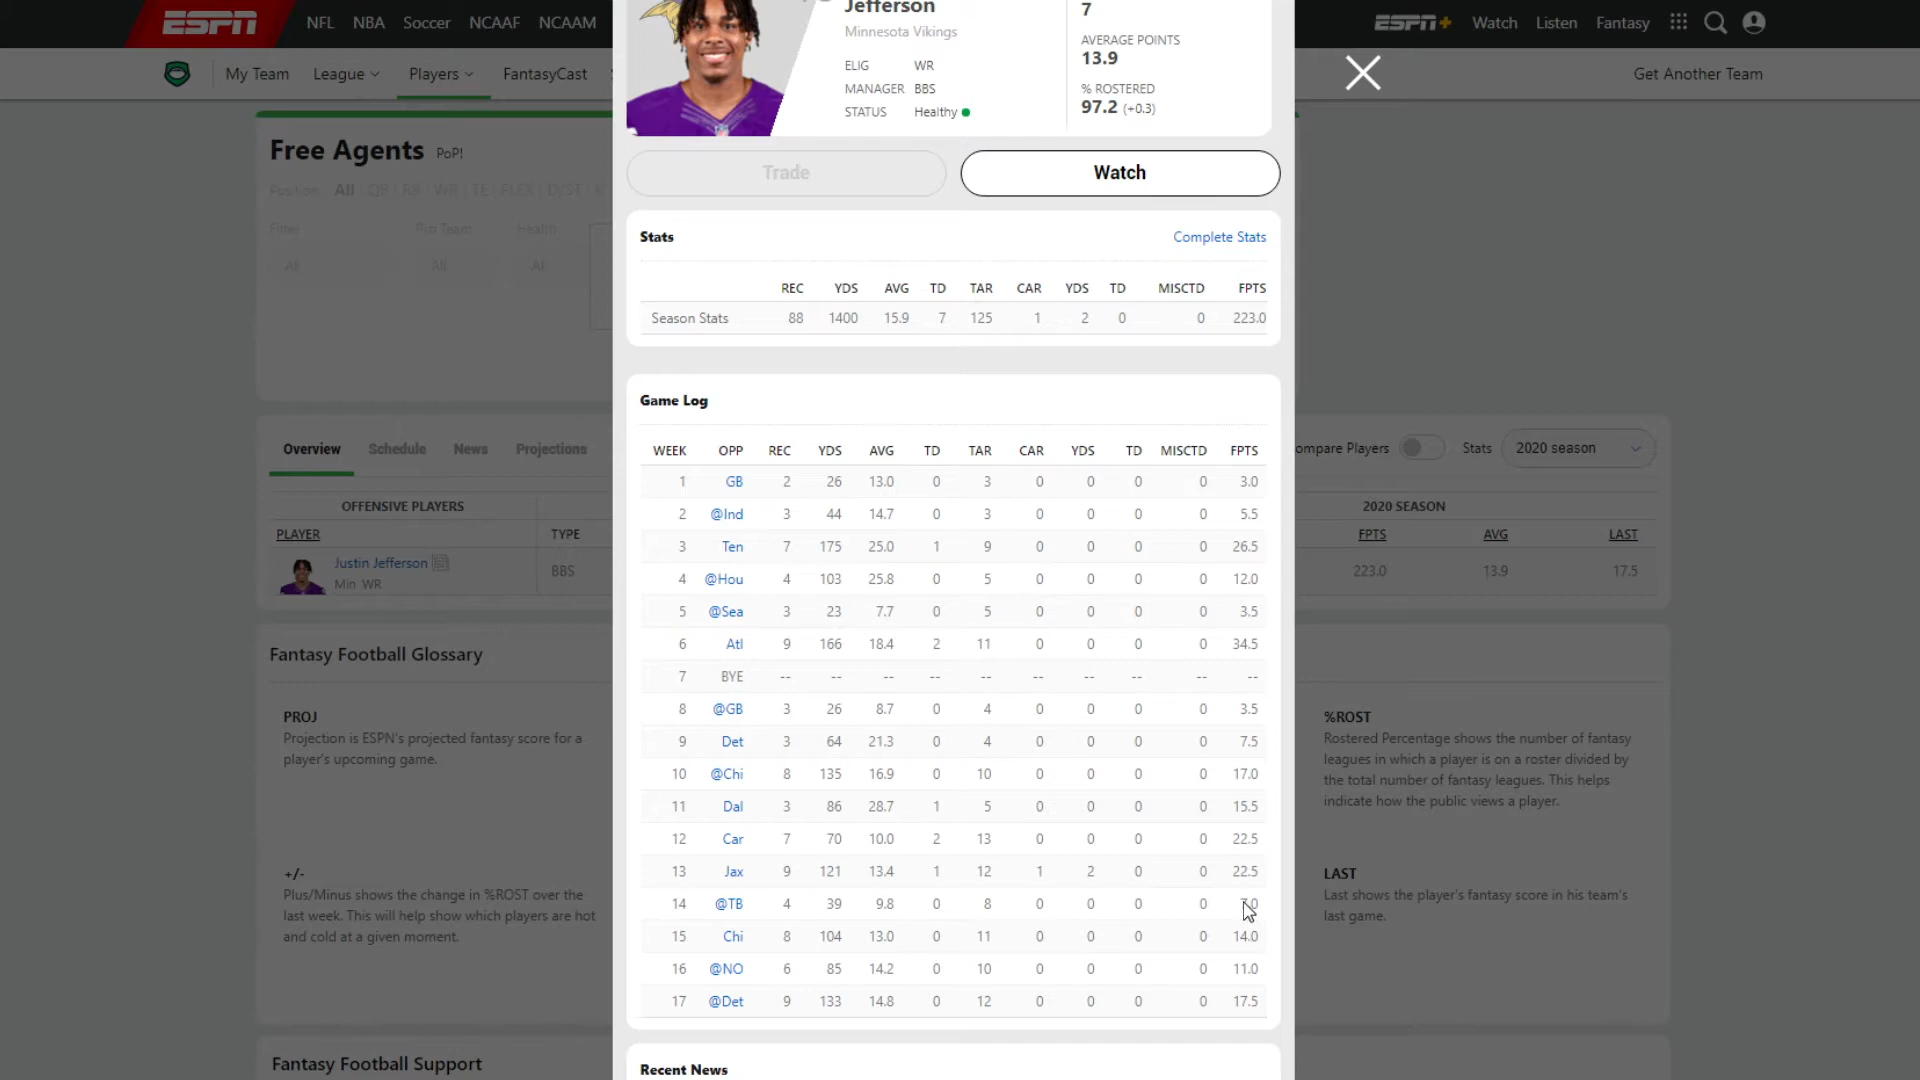 ESPN NFL NBA Soccer NCAAF NCAAM ESPN+ Watch Listen Fantasy
My Team League Players FantasyCast Get Another Team
Jefferson
Minnesota Vikings
ELIG WR
MANAGER BBS
STATUS Healthy
7
AVERAGE POINTS
13.9
% ROSTERED
97.2 (+0.3)
Trade Watch
Free Agents PoP!
Position All QB RB WR TE FLEX D/ST K
Filter Pro Team Health
All All All
Stats Complete Stats
REC YDS AVG TD TAR CAR YDS TD MISCTD FPTS
Season Stats 88 1400 15.9 7 125 1 2 0 0 223.0
Game Log
WEEK OPP REC YDS AVG TD TAR CAR YDS TD MISCTD FPTS
1 GB 2 26 13.0 0 3 0 0 0 0 3.0
2 @Ind 3 44 14.7 0 3 0 0 0 0 5.5
3 Ten 7 175 25.0 1 9 0 0 0 0 26.5
4 @Hou 4 103 25.8 0 5 0 0 0 0 12.0
5 @Sea 3 23 7.7 0 5 0 0 0 0 3.5
6 Atl 9 166 18.4 2 11 0 0 0 0 34.5
7 BYE -- -- -- -- -- -- -- -- -- --
8 @GB 3 26 8.7 0 4 0 0 0 0 3.5
9 Det 3 64 21.3 0 4 0 0 0 0 7.5
10 @Chi 8 135 16.9 0 10 0 0 0 0 17.0
11 Dal 3 86 28.7 1 5 0 0 0 0 15.5
12 Car 7 70 10.0 2 13 0 0 0 0 22.5
13 Jax 9 121 13.4 1 12 1 2 0 0 22.5
14 @TB 4 39 9.8 0 8 0 0 0 0
15 Chi 8 104 13.0 0 11 0 0 0 0 14.0
16 @NO 6 85 14.2 0 10 0 0 0 0 11.0
17 @Det 9 133 14.8 0 12 0 0 0 0 17.5
Recent News
Overview Schedule News Projections
OFFENSIVE PLAYERS
PLAYER TYPE
Justin Jefferson
Min WR
BBS
Players Stats 2020 season
2020 SEASON
FPTS AVG LAST
223.0 13.9 17.5
Fantasy Football Glossary
PROJ
Projection is ESPN's projected fantasy score for a
player's upcoming game.
+/-
Plus/Minus shows the change in %ROST over the
last week. This will help show which players are hot
and cold at a given moment.
%ROST
Rostered Percentage shows the number of fantasy
leagues in which a player is on a roster divided by
the total number of fantasy leagues. This helps
indicate how the public views a player.
LAST
Last shows the player's fantasy score in his team's
last game.
Fantasy Football Support